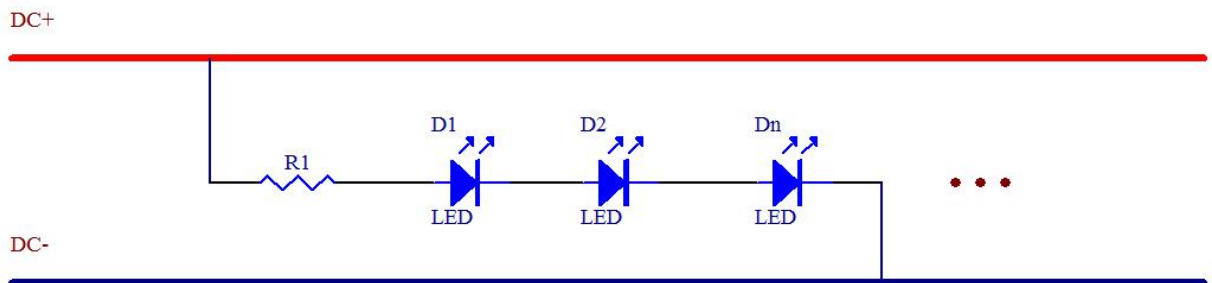 DC+
D1 D2 Dn
R1
LED LED LED
DC-